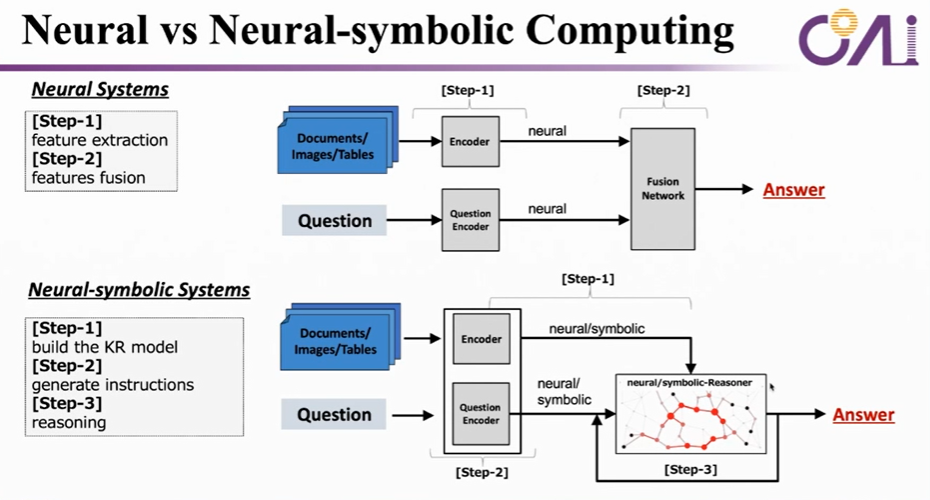 Neural vs Neural-symbolic Computing
COAi
Neural Systems
[Step-1]
feature extraction
[Step-2]
features fusion
[Step-1]
[Step-2]
Documents/
Images/Tables
Encoder
neural
Question
Question
Encoder
neural
Fusion
Network
Answer
Neural-symbolic Systems
[Step-1]
build the KR model
[Step-2]
generate instructions
[Step-3]
reasoning
[Step-1]
Documents/
Images/Tables
Encoder
neural/symbolic
Question
Question
Encoder
neural/
symbolic
neural/symbolic-Reasoner
Answer
[Step-2]
[Step-3]